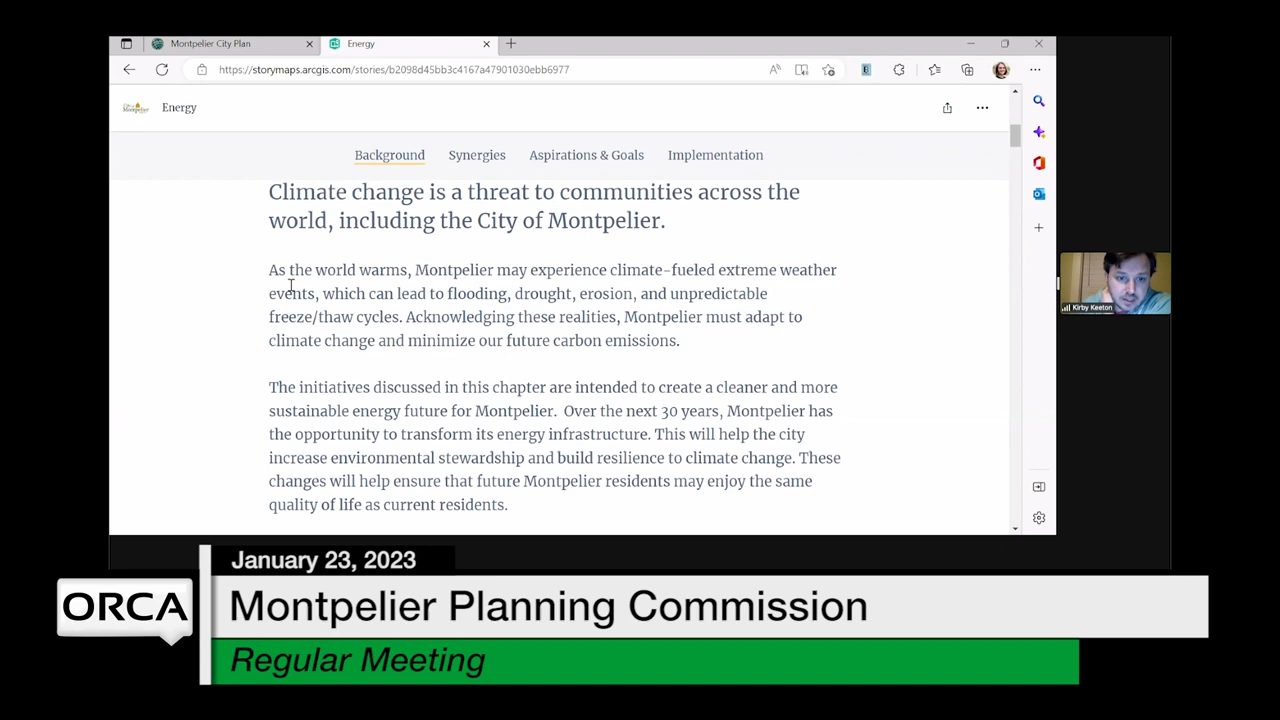 Montpelier City Plan
Energy
https://storymaps.arcgis.com/stories/b2098d45bb3c4167a47901030ebb6977
Energy
Background Synergies Aspirations & Goals Implementation
Climate change is a threat to communities across the
world, including the City of Montpelier.
As the world warms, Montpelier may experience climate-fueled extreme weather
events, which can lead to flooding, drought, erosion, and unpredictable
freeze/thaw cycles. Acknowledging these realities, Montpelier must adapt to
climate change and minimize our future carbon emissions.
The initiatives discussed in this chapter are intended to create a cleaner and more
sustainable energy future for Montpelier. Over the next 30 years, Montpelier has
the opportunity to transform its energy infrastructure. This will help the city
increase environmental stewardship and build resilience to climate change. These
changes will help ensure that future Montpelier residents may enjoy the same
quality of life as current residents.
Kirby Keeton
January 23, 2023
ORCA
Montpelier Planning Commission
Regular Meeting